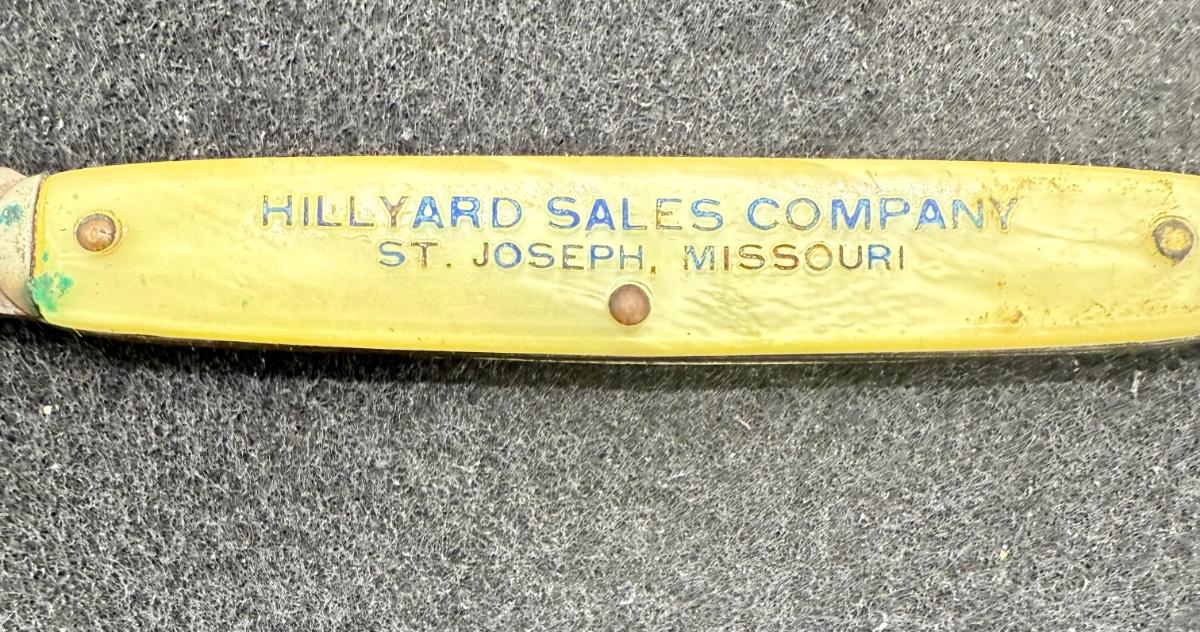 HILLYARD SALES COMPANY
ST. JOSEPH, MISSOURI